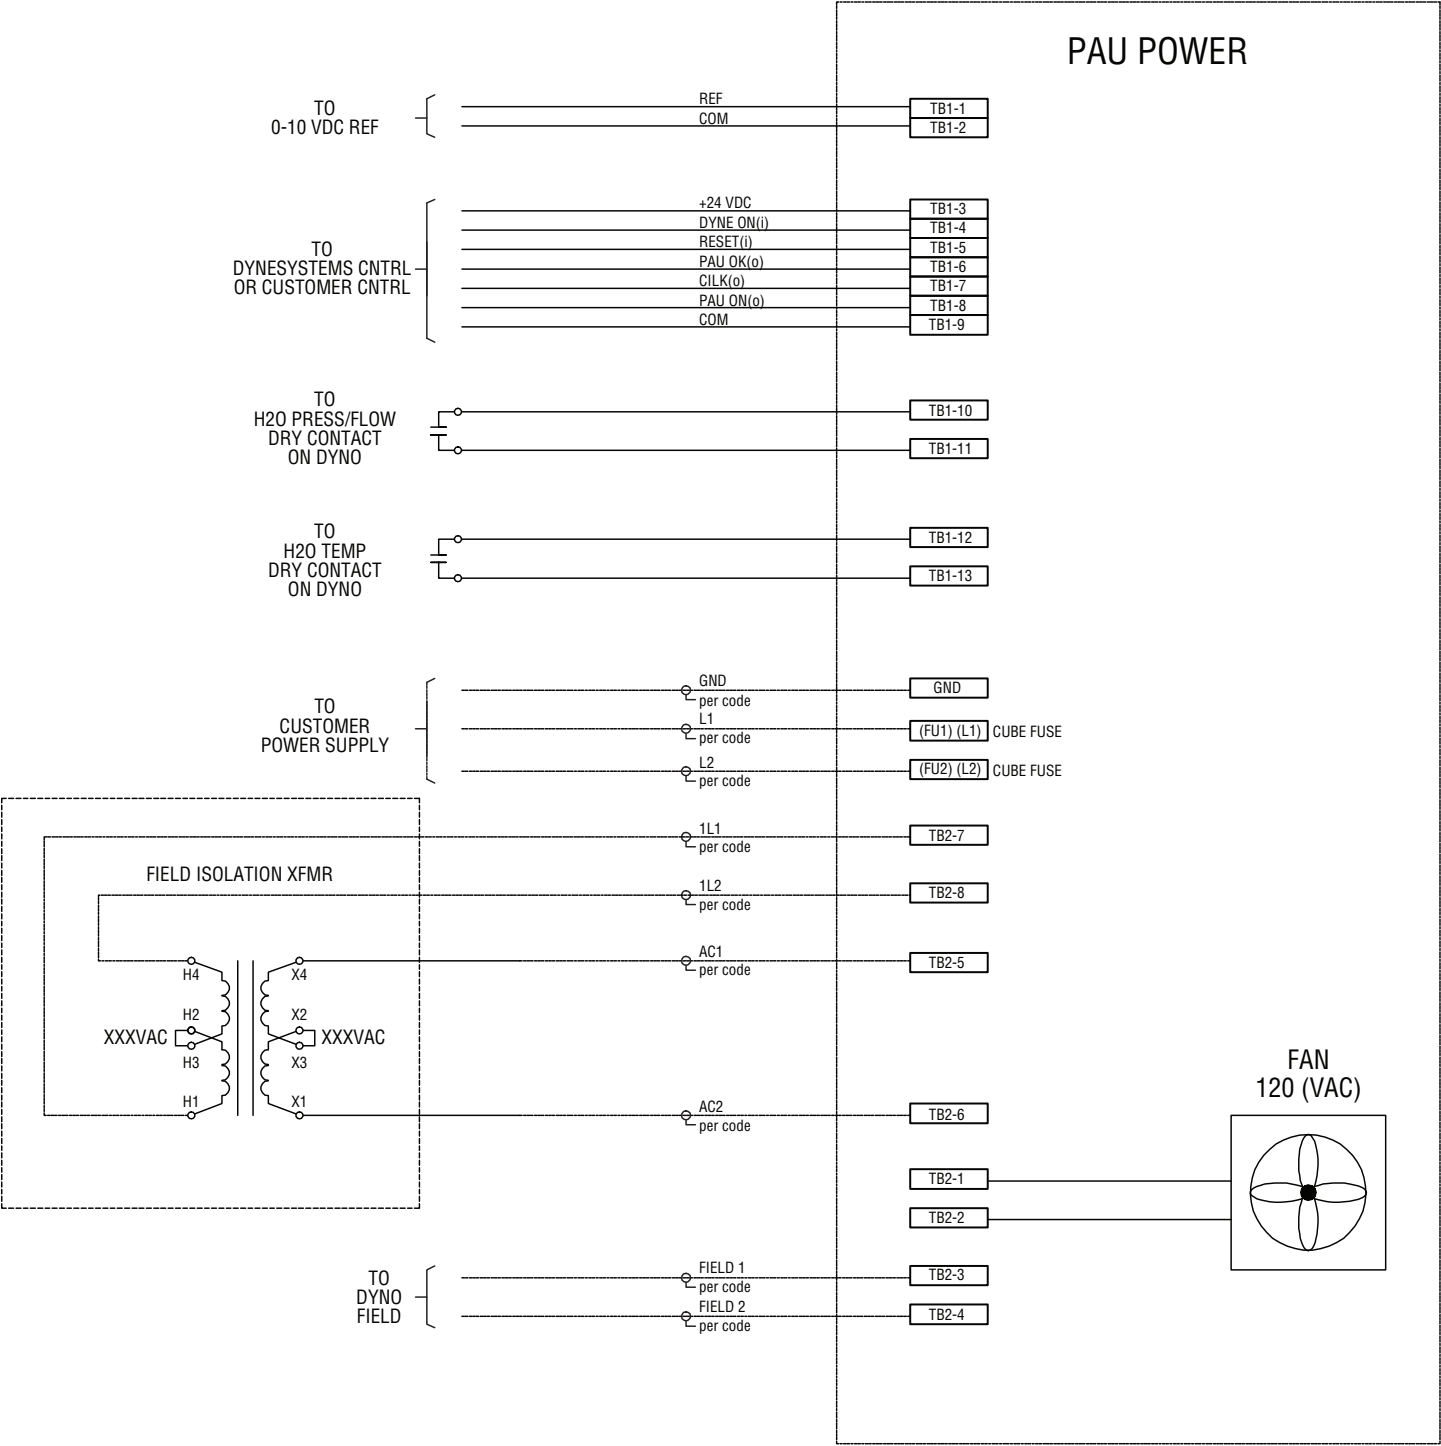 PAU POWER
TO
0-10 VDC REF
REF
COM
TB1-1
TB1-2
TO
DYNESYSTEMS CNTRL
OR CUSTOMER CNTRL
+24 VDC
DYNE ON(i)
RESET(i)
PAU OK(o)
CILK(o)
PAU ON(o)
COM
TB1-3
TB1-4
TB1-5
TB1-6
TB1-7
TB1-8
TB1-9
TO
H2O PRESS/FLOW
DRY CONTACT
ON DYNO
TB1-10
TB1-11
TO
H2O TEMP
DRY CONTACT
ON DYNO
TB1-12
TB1-13
TO
CUSTOMER
POWER SUPPLY
GND
per code
L1
per code
L2
per code
GND
(FU1) (L1) CUBE FUSE
(FU2) (L2) CUBE FUSE
1L1
per code
TB2-7
FIELD ISOLATION XFMR
1L2
per code
TB2-8
AC1
per code
TB2-5
H4
X4
H2
X2
XXXVAC
XXXVAC
H3
X3
H1
X1
AC2
per code
TB2-6
FAN
120 (VAC)
TB2-1
TB2-2
TO
DYNO
FIELD
FIELD 1
per code
FIELD 2
per code
TB2-3
TB2-4